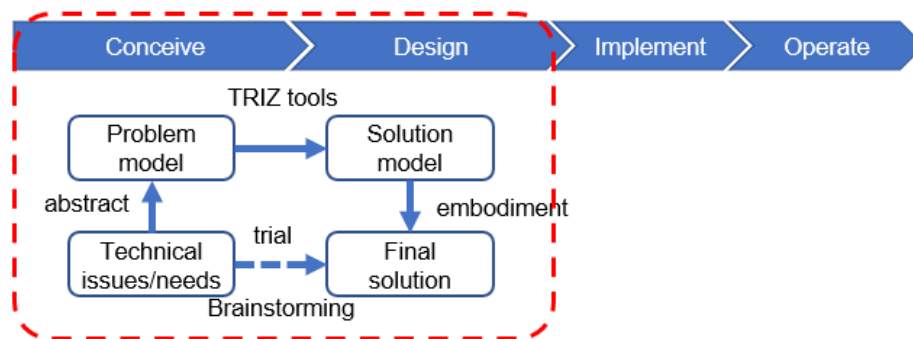 Conceive
Design
Implement
Operate
TRIZ tools
Problem
model
Solution
model
abstract
embodiment
Technical
issues/needs
trial
Brainstorming
Final
solution